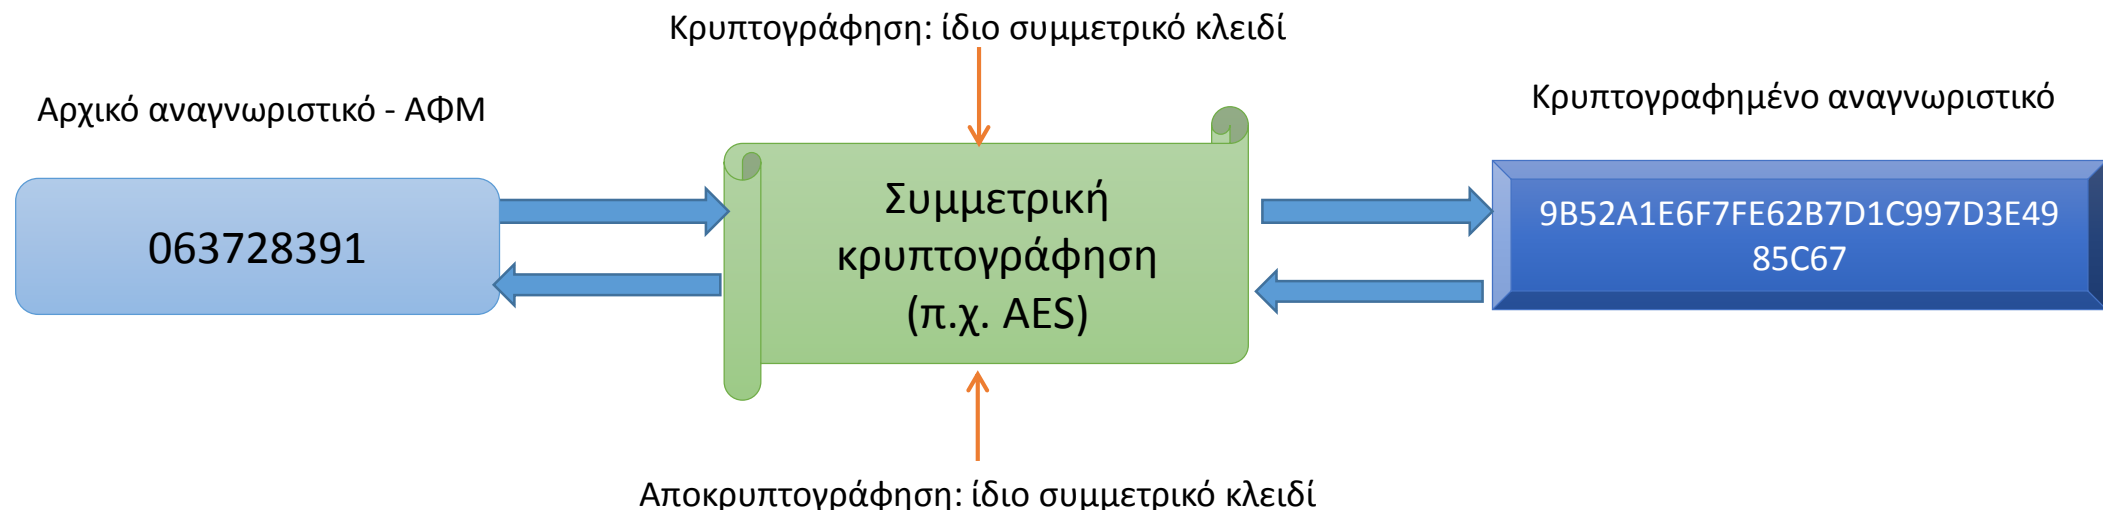 Κρυπτογράφηση: ίδιο συμμετρικό κλειδί
Αρχικό αναγνωριστικό - ΑΦΜ
Κρυπτογραφημένο αναγνωριστικό
063728391
Συμμετρική
κρυπτογράφηση
(π.χ. AES)
9B52A1E6F7FE62B7D1C997D3E49
85C67
Αποκρυπτογράφηση: ίδιο συμμετρικό κλειδί